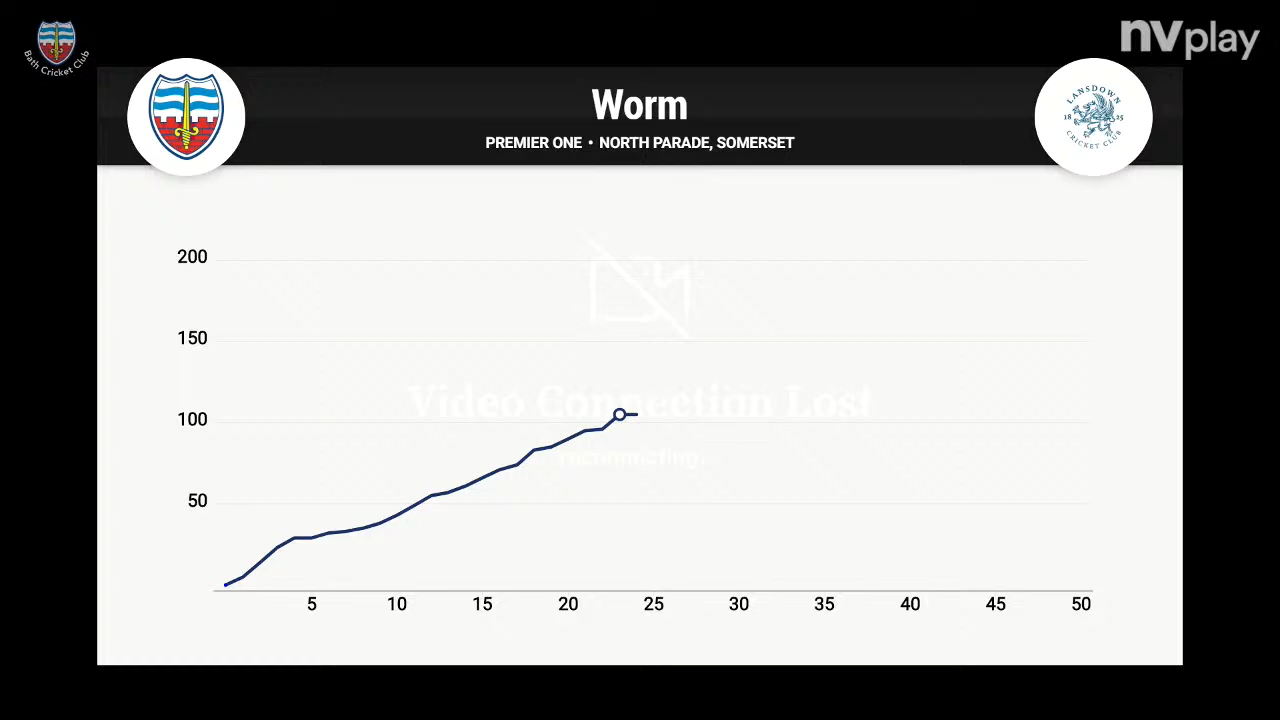 Bath Cricket Club
nvplay
LANSDOWN
18 25
CRICKET CLUB
Worm
PREMIER ONE • NORTH PARADE, SOMERSET
200
150
100
50
Video Connection Lost
reconnecting.
5 10 15 20 25 30 35 40 45 50